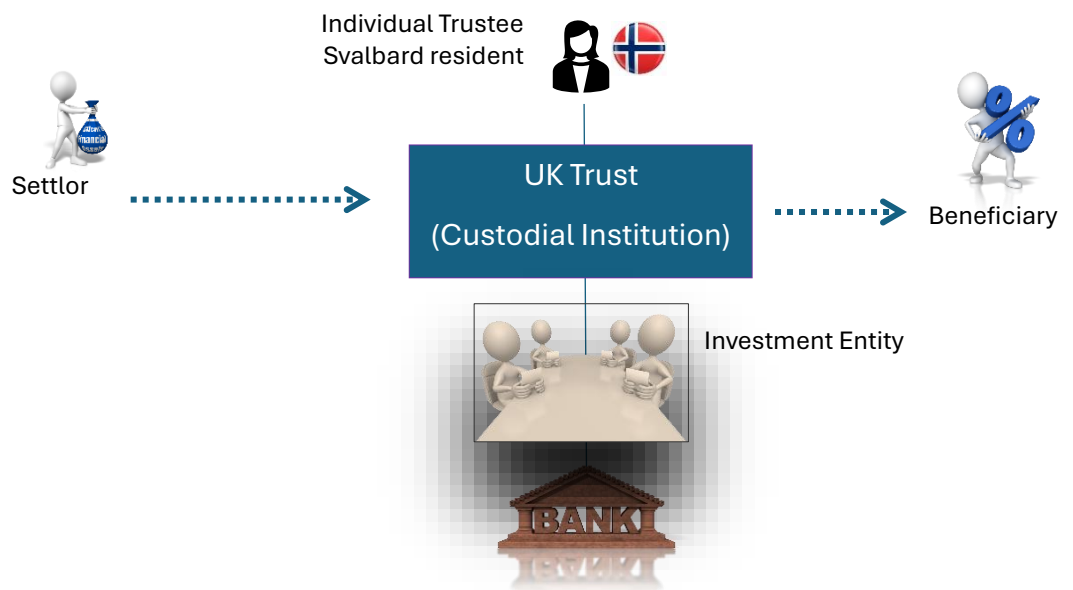 Individual Trustee
Svalbard resident
Settlor
UK Trust
(Custodial Institution)
Beneficiary
Investment Entity
BANK
%